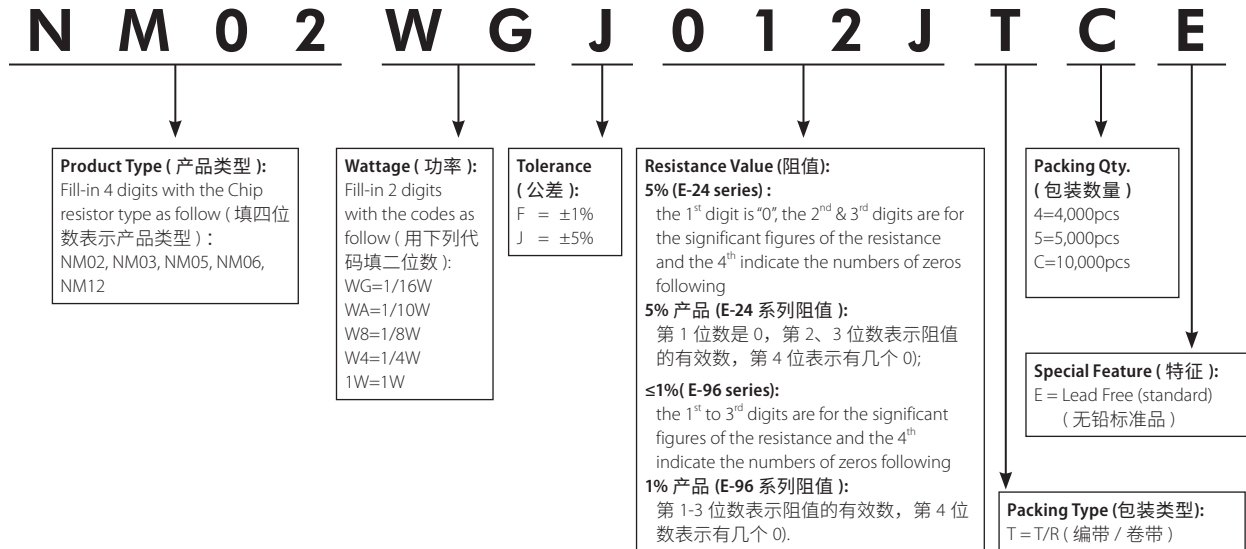 N M 0 2 W G J 0 1 2 J T C E
Product Type ( 产品类型 ):
Fill-in 4 digits with the Chip
resistor type as follow ( 填四位
数表示产品类型 ) :
NM02, NM03, NM05, NM06,
NM12
Wattage ( 功率 ):
Fill-in 2 digits
with the codes as
follow ( 用下列代
码填二位数 ):
WG=1/16W
WA=1/10W
W8=1/8W
W4=1/4W
1W=1W
Tolerance
( 公差 ):
F = ±1%
J = ±5%
Resistance Value (阻值):
5% (E-24 series) :
the 1st digit is “0”, the 2nd & 3rd digits are for
the significant figures of the resistance
and the 4th indicate the numbers of zeros
following
5% 产品 (E-24 系列阻值 ):
第 1 位数是 0，第 2、3 位数表示阻值
的有效数，第 4 位表示有几个 0);
≤1%( E-96 series):
the 1st to 3rd digits are for the significant
figures of the resistance and the 4th
indicate the numbers of zeros following
1% 产品 (E-96 系列阻值 ):
第 1-3 位数表示阻值的有效数，第 4 位
数表示有几个 0).
Packing Qty.
( 包装数量 )
4=4,000pcs
5=5,000pcs
C=10,000pcs
Special Feature ( 特征 ):
E = Lead Free (standard)
( 无铅标准品 )
Packing Type (包装类型):
T = T/R ( 编带 / 卷带 )